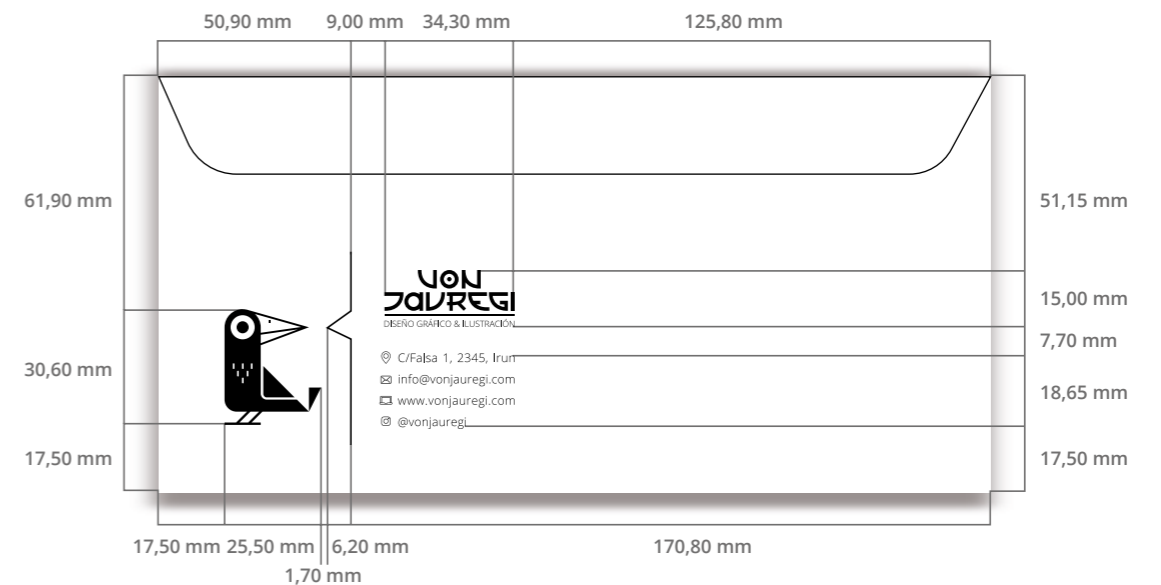 50,90 mm 9,00 mm 34,30 mm 125,80 mm
61,90 mm
51,15 mm
VON
JAUREGI
DISEÑO GRÁFICO & ILUSTRACIÓN
15,00 mm
7,70 mm
C/Falsa 1, 2345, Irun
30,60 mm
info@vonjauregi.com
18,65 mm
www.vonjauregi.com
@vonjauregi
17,50 mm
17,50 mm
17,50 mm 25,50 mm 6,20 mm 170,80 mm
1,70 mm